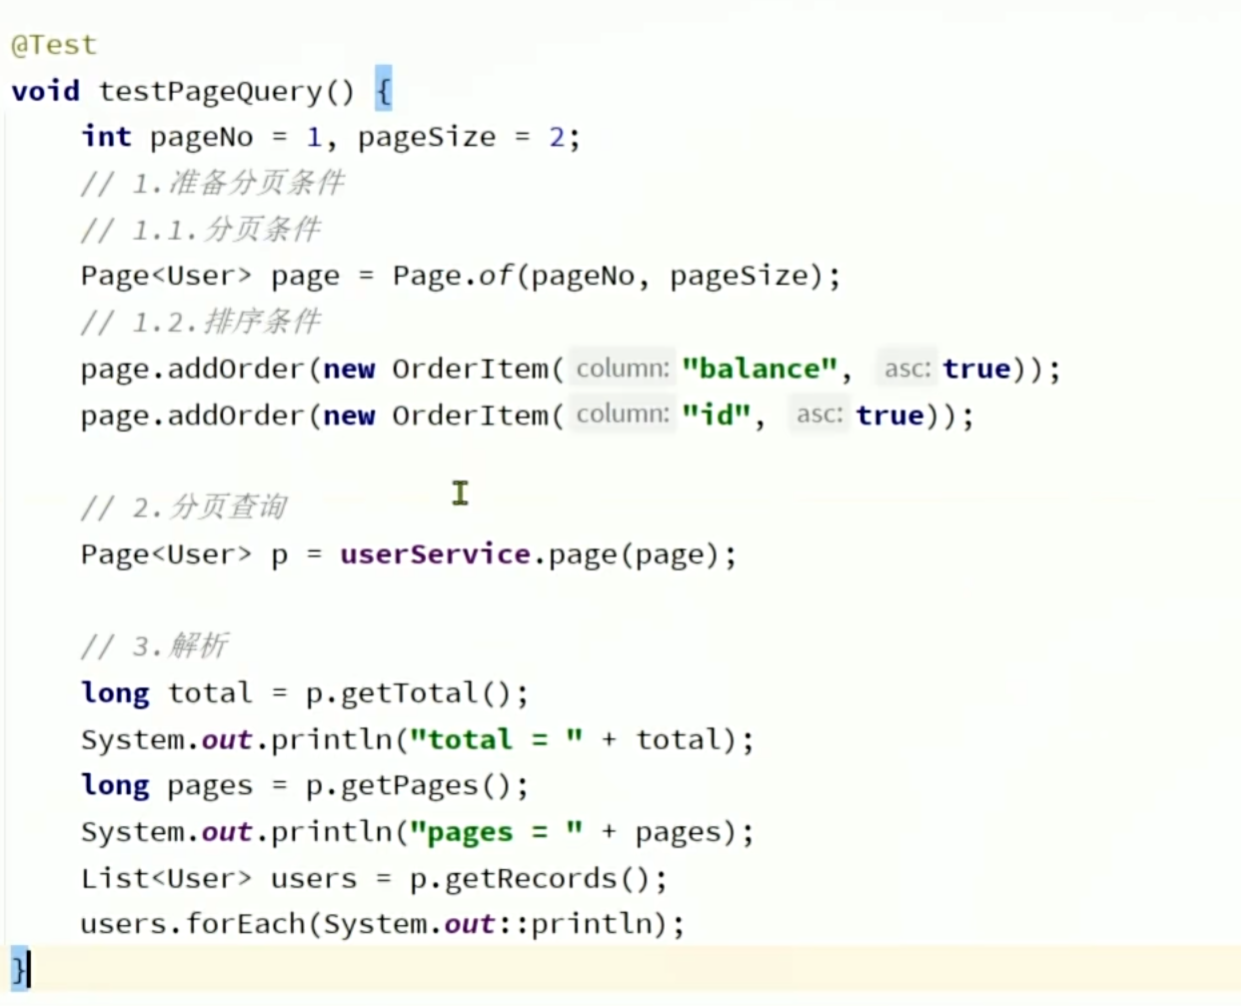 @Test
void testPageQuery() {
    int pageNo = 1, pageSize = 2;
    // 1.准备分页条件
    // 1.1.分页条件
    Page<User> page = Page.of(pageNo, pageSize);
    // 1.2.排序条件
    page.addOrder(new OrderItem( column: "balance", asc: true));
    page.addOrder(new OrderItem( column: "id", asc: true));
    // 2.分页查询
    Page<User> p = userService.page(page);
    // 3.解析
    long total = p.getTotal();
    System.out.println("total = " + total);
    long pages = p.getPages();
    System.out.println("pages = " + pages);
    List<User> users = p.getRecords();
    users.forEach(System.out::println);
}